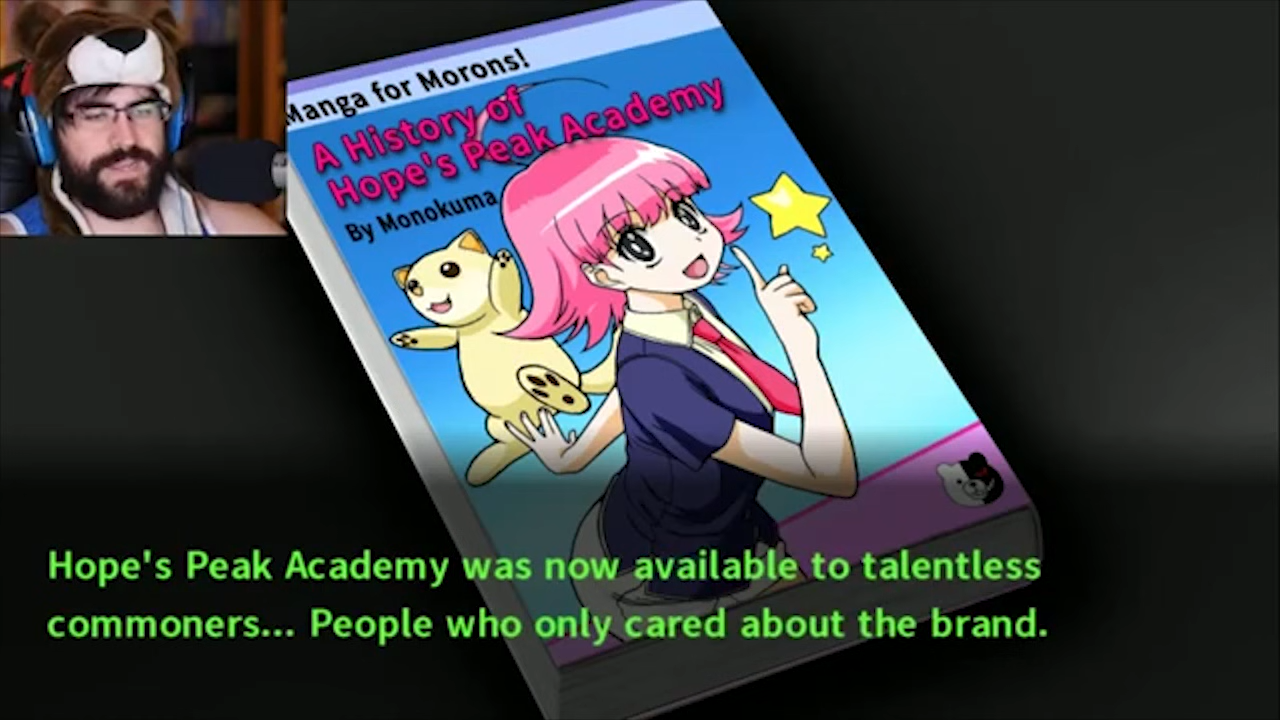 Manga for Morons!
A History of
Hope's Peak Academy
By Monokuma
Hope's Peak Academy was now available to talentless
commoners... People who only cared about the brand.